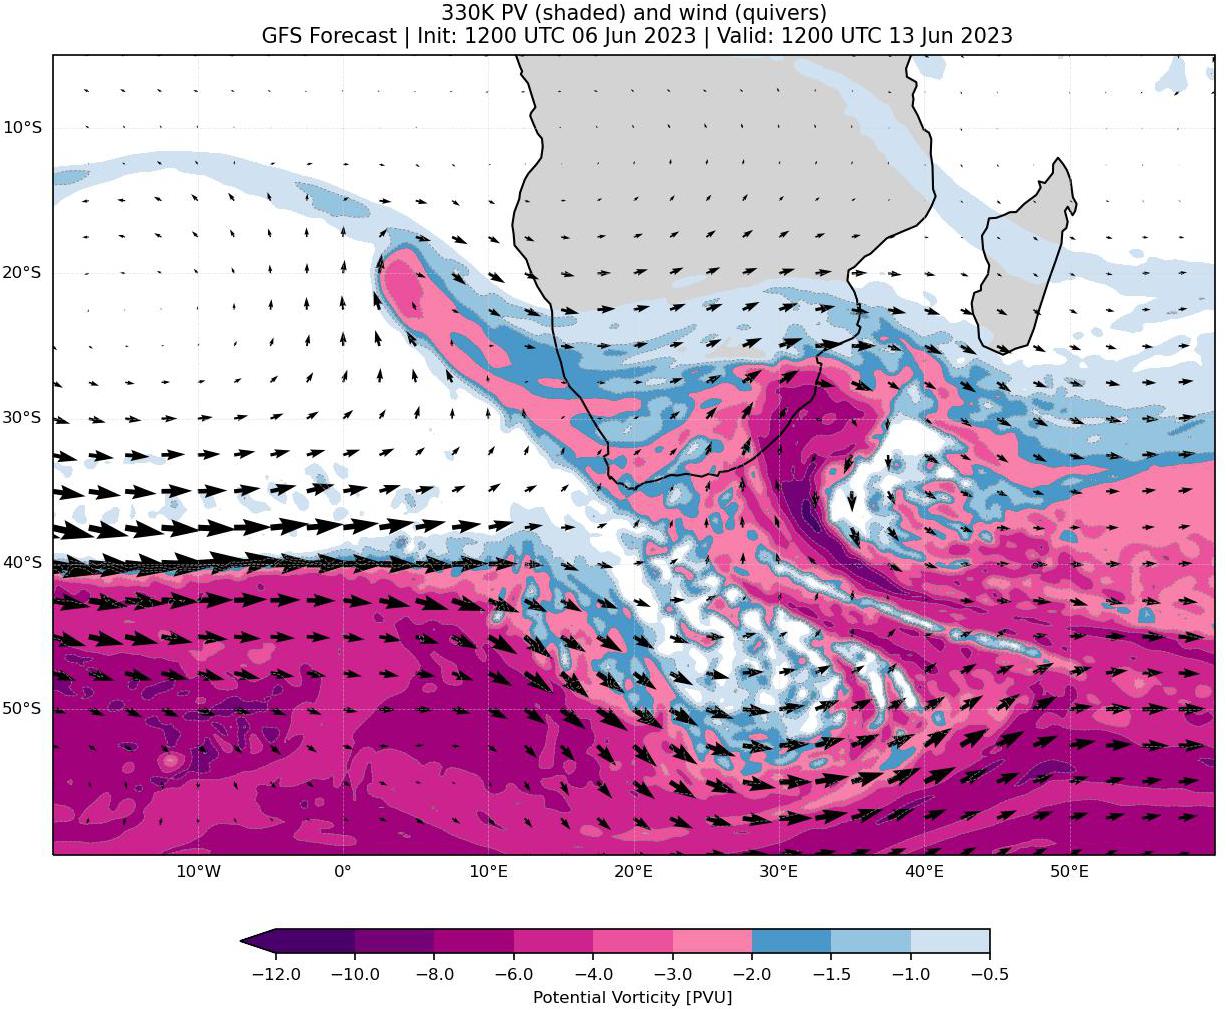 330K PV (shaded) and wind (quivers)
GFS Forecast | Init: 1200 UTC 06 Jun 2023 | Valid: 1200 UTC 13 Jun 2023
10°S
20°S
30°S
40°S
50°S
10°W 0° 10°E 20°E 30°E 40°E 50°E
−12.0 −10.0 −8.0 −6.0 −4.0 −3.0 −2.0 −1.5 −1.0 −0.5
Potential Vorticity [PVU]